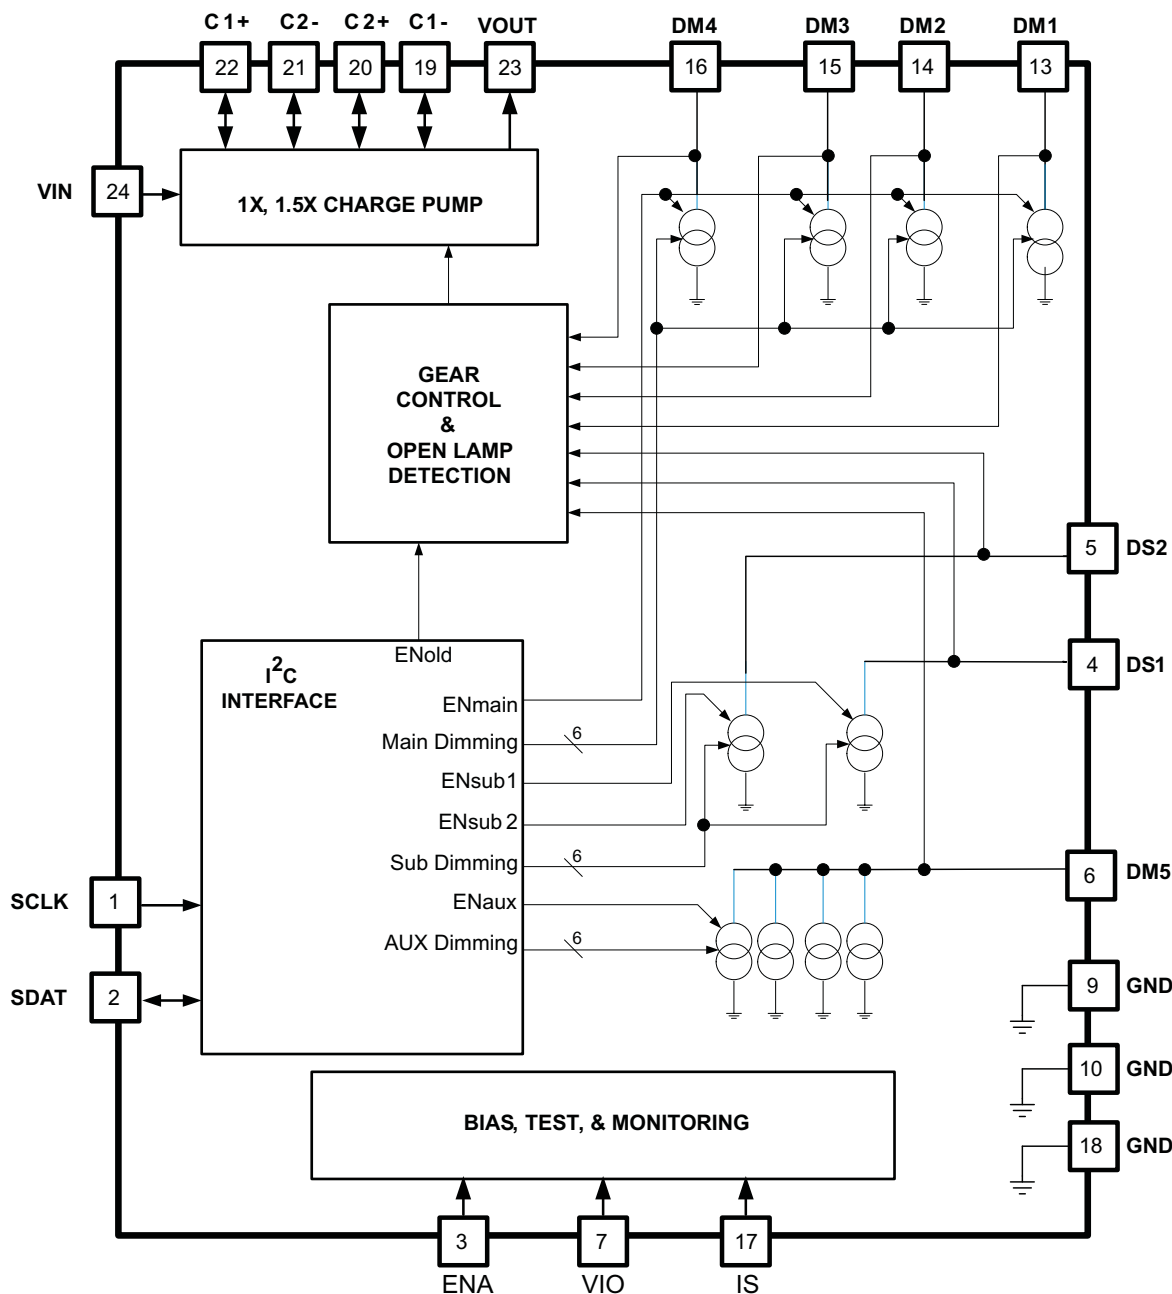 C1+ C2- C2+ C1- VOUT DM4 DM3 DM2 DM1
22 21 20 19 23 16 15 14 13
VIN 24
1X, 1.5X CHARGE PUMP
GEAR
CONTROL
&
OPEN LAMP
DETECTION
5 DS2
4 DS1
ENold
I2C
INTERFACE
ENmain
Main Dimming 6
ENsub1
ENsub 2
Sub Dimming 6
ENaux
AUX Dimming 6
6 DM5
SCLK 1
SDAT 2
9 GND
10 GND
18 GND
BIAS, TEST, & MONITORING
3 7 17
ENA VIO IS